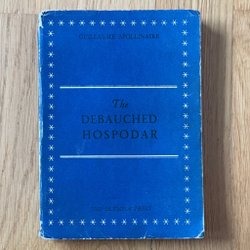 GUILLAUME APOLLINAIRE
The
DEBAUCHED
HOSPODAR
THE OLYMPIA PRESS